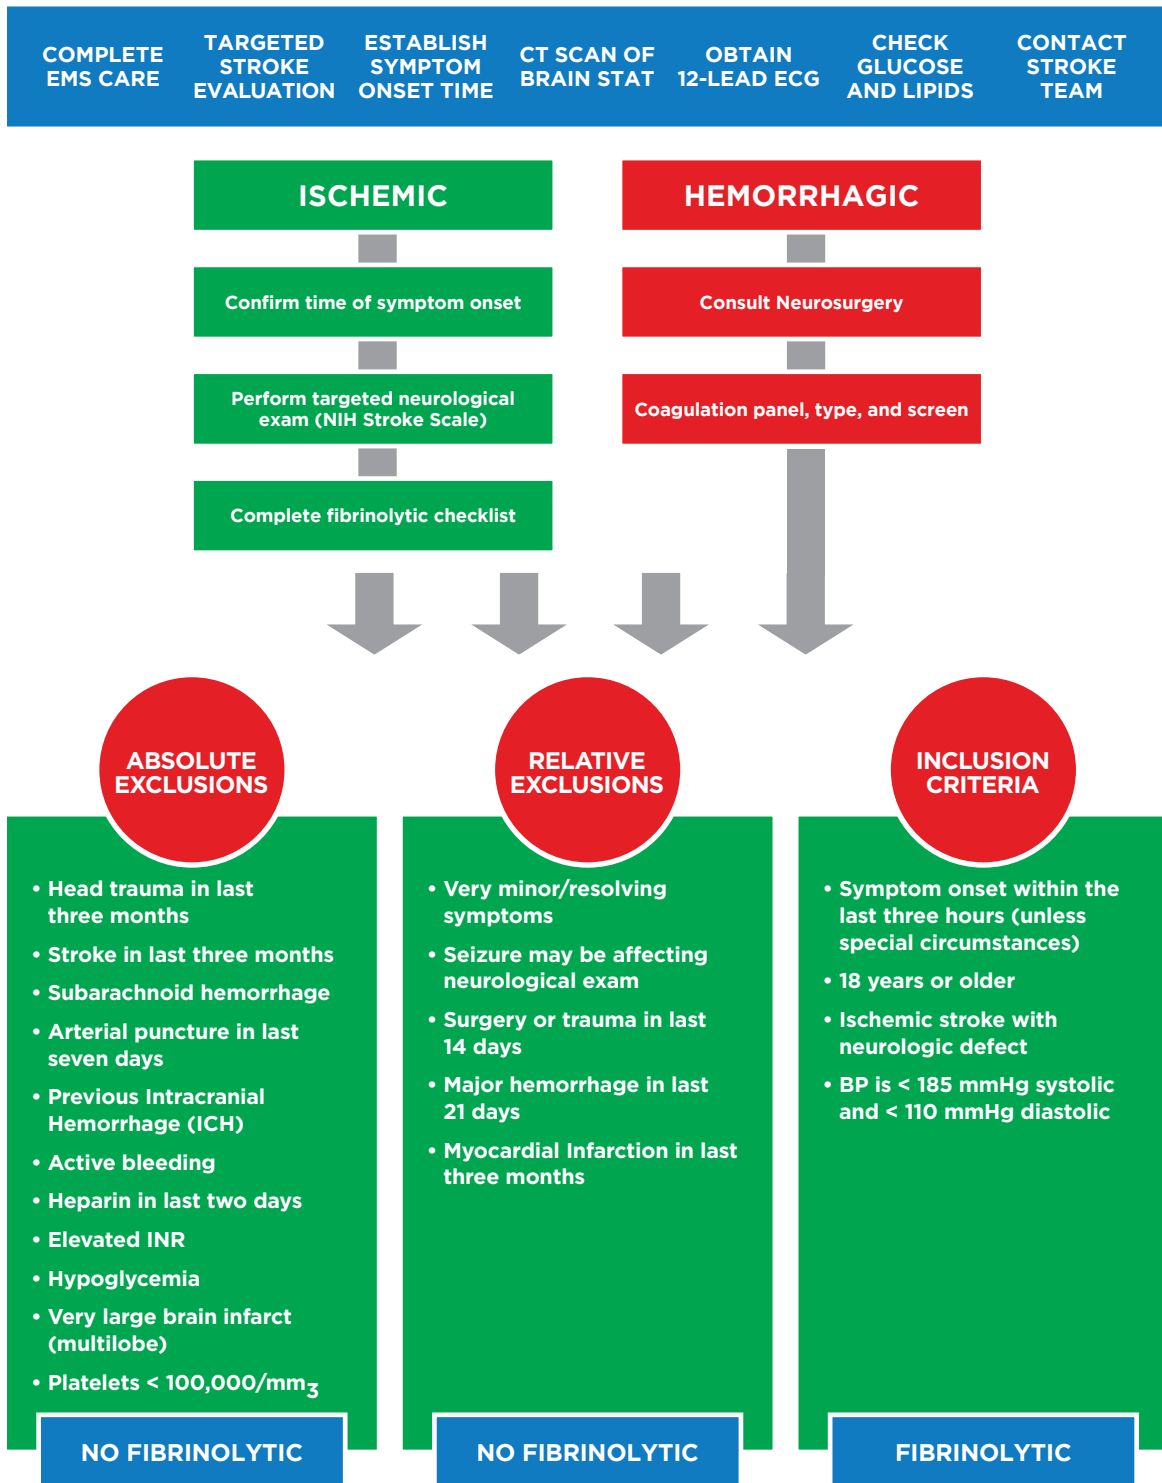 COMPLETE
EMS CARE
TARGETED
STROKE
EVALUATION
ESTABLISH
SYMPTOM
ONSET TIME
CT SCAN OF
BRAIN STAT
OBTAIN
12-LEAD ECG
CHECK
GLUCOSE
AND LIPIDS
CONTACT
STROKE
TEAM
ISCHEMIC
Confirm time of symptom onset
Perform targeted neurological
exam (NIH Stroke Scale)
Complete fibrinolytic checklist
HEMORRHAGIC
Consult Neurosurgery
Coagulation panel, type, and screen
ABSOLUTE
EXCLUSIONS
• Head trauma in last
three months
• Stroke in last three months
• Subarachnoid hemorrhage
• Arterial puncture in last
seven days
• Previous Intracranial
Hemorrhage (ICH)
• Active bleeding
• Heparin in last two days
• Elevated INR
• Hypoglycemia
• Very large brain infarct
(multilobe)
• Platelets < 100,000/mm3
NO FIBRINOLYTIC
RELATIVE
EXCLUSIONS
• Very minor/resolving
symptoms
• Seizure may be affecting
neurological exam
• Surgery or trauma in last
14 days
• Major hemorrhage in last
21 days
• Myocardial Infarction in last
three months
NO FIBRINOLYTIC
INCLUSION
CRITERIA
• Symptom onset within the
last three hours (unless
special circumstances)
• 18 years or older
• Ischemic stroke with
neurologic defect
• BP is < 185 mmHg systolic
and < 110 mmHg diastolic
FIBRINOLYTIC